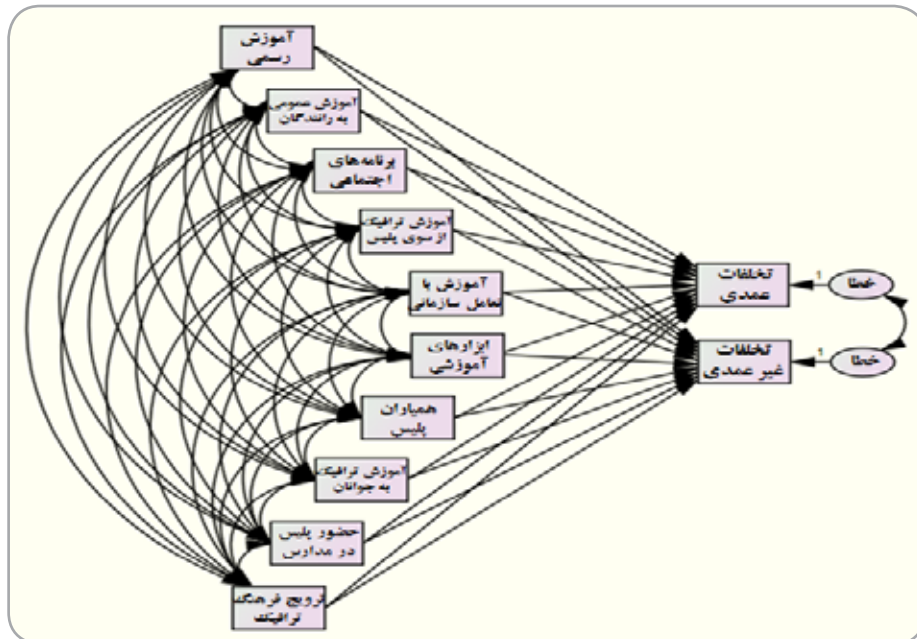 آموزش
رسمی
آموزش عمومی
به رانندگان
برنامه‌های
اجتماعی
آموزش ترافیک
از سوی پلیس
آموزش با
تعامل سازمانی
ابزارهای
آموزشی
همیاران
پلیس
آموزش ترافیک
به جوانان
حضور پلیس
در مدارس
ترویج فرهنگ
ترافیک
تخلفات
عمدی
1
خطا
تخلفات
غیر عمدی
1
خطا